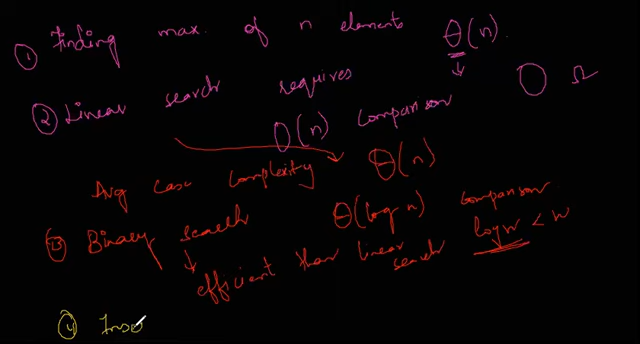 ① Finding max. of n elements θ(n).
↓
O Ω
② Linear search requires
O(n) comparison
Avg case complexity θ(n)
③ Binary search θ(log n) comparison
↓
efficient than linear search log n < n
④ Inse